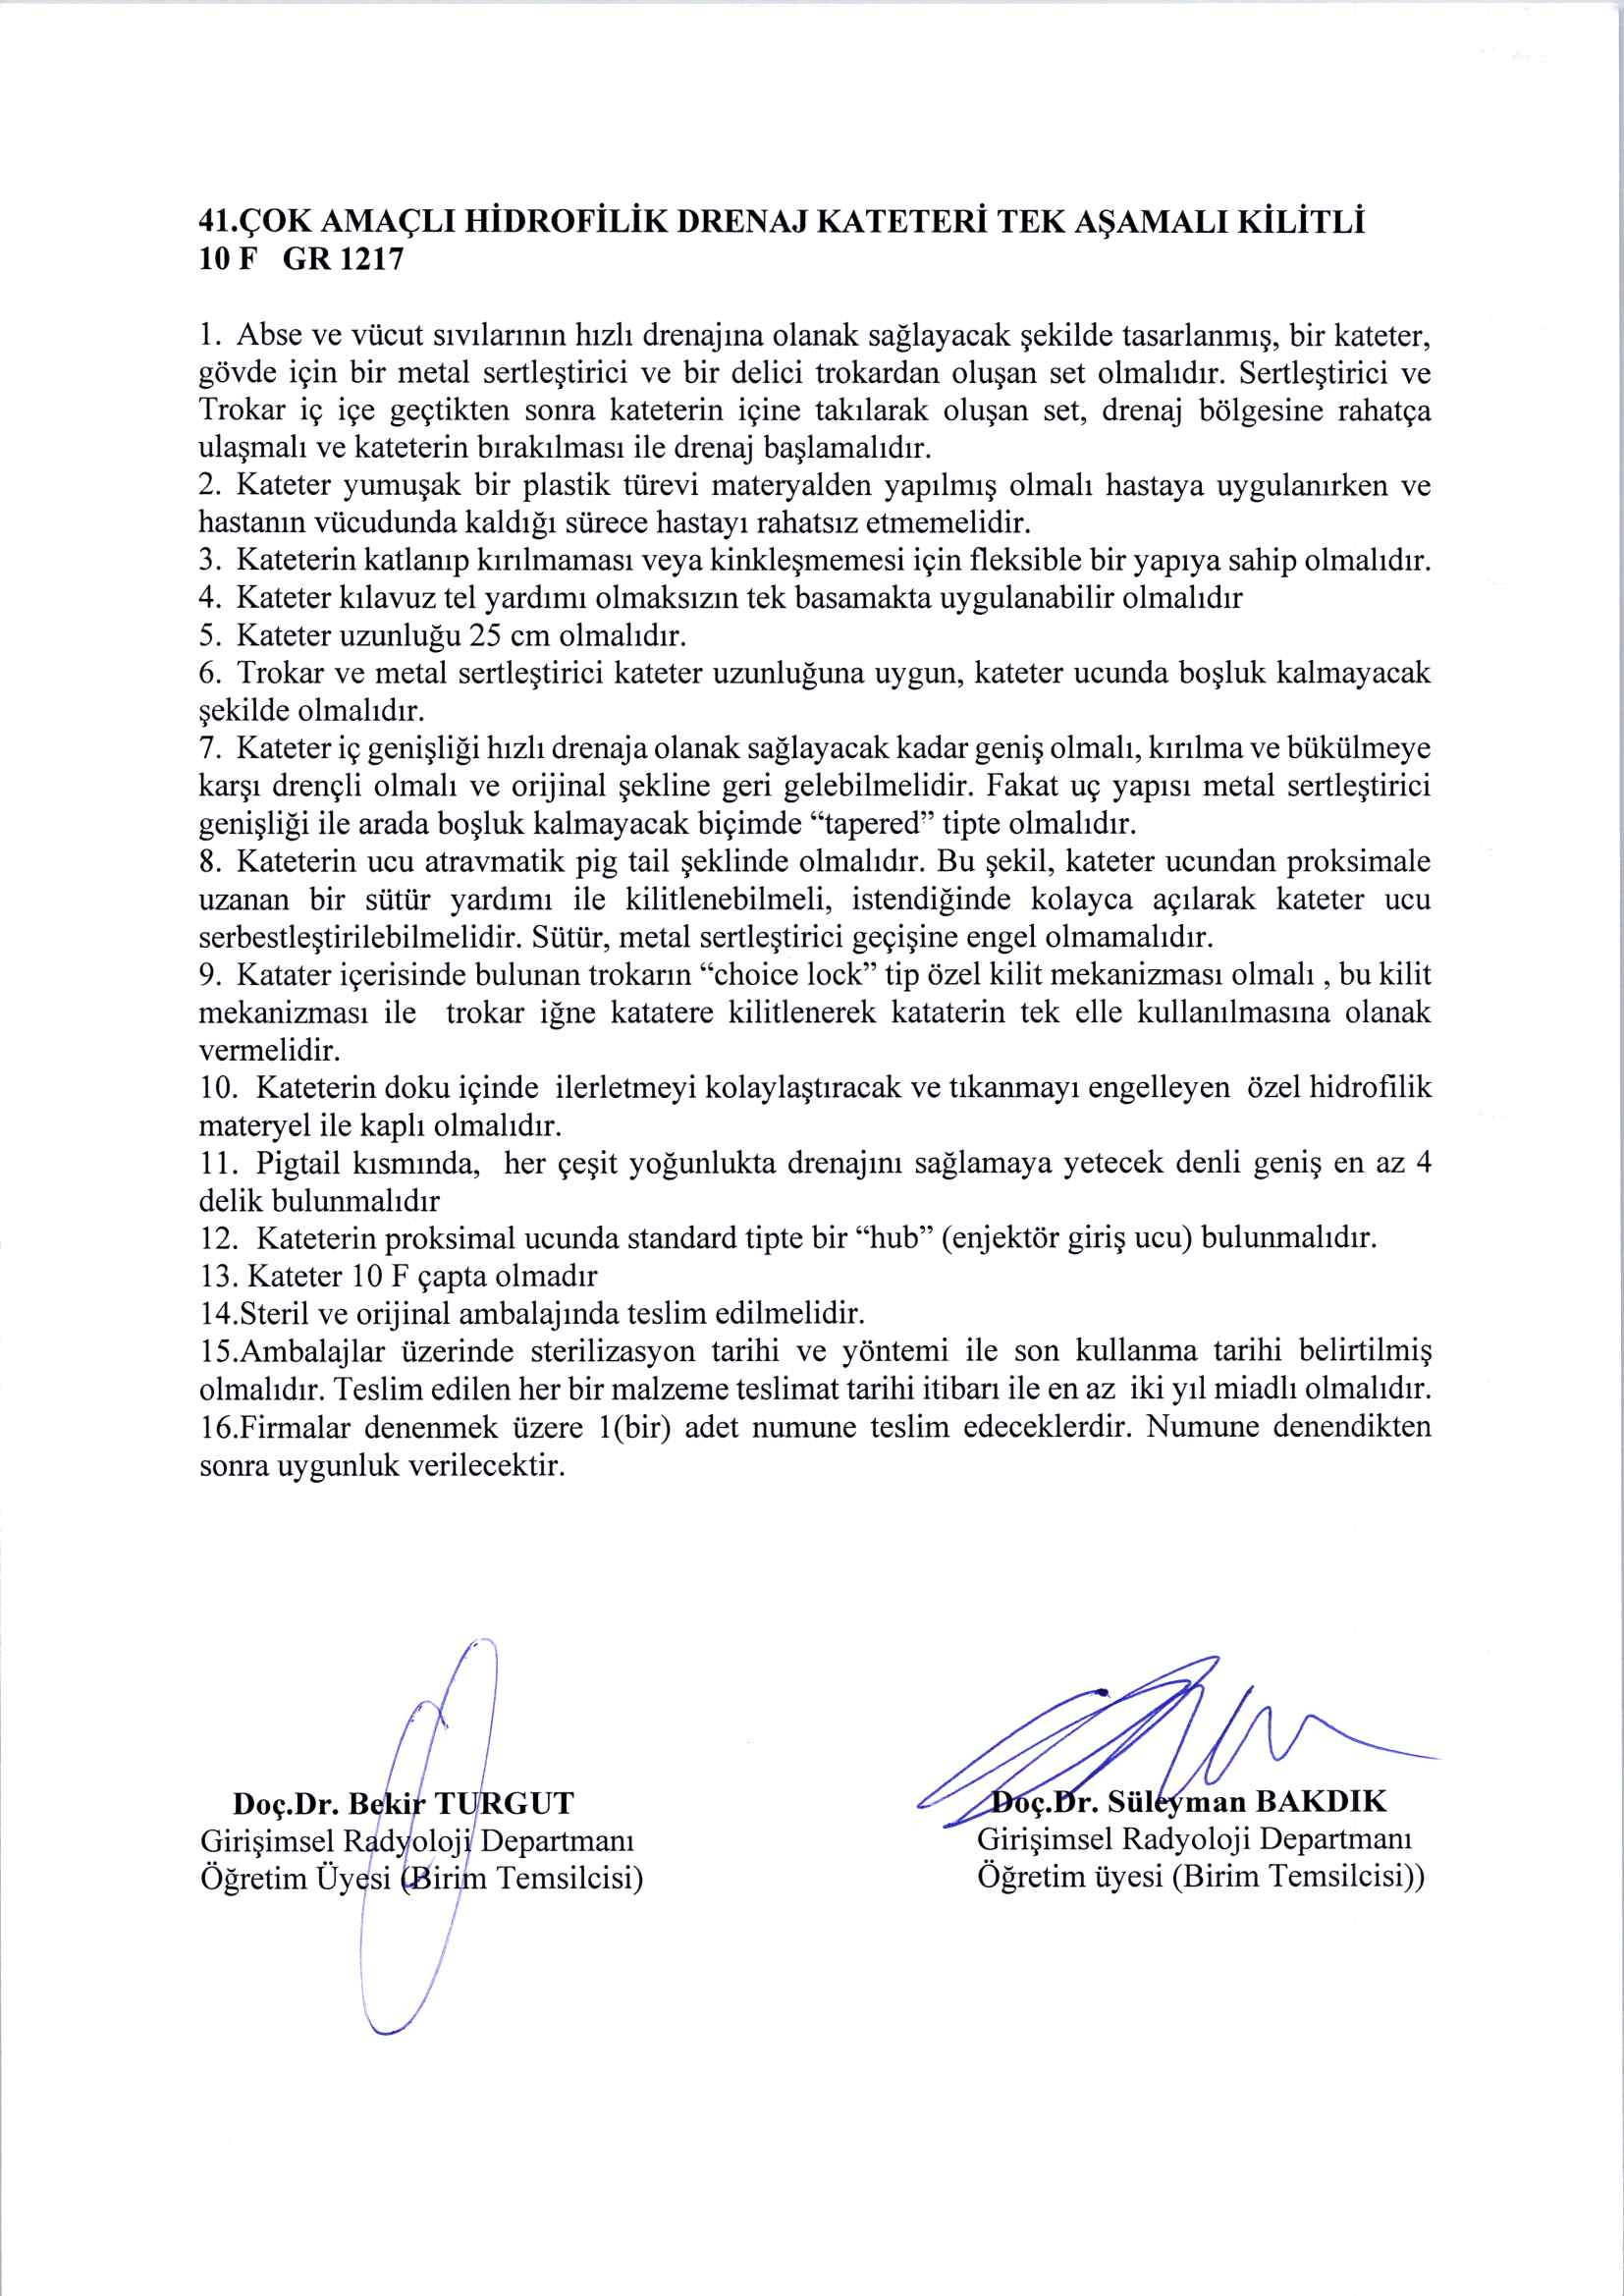 41.ÇOK AMAÇLI HİDROFİLİK DRENAJ KATETERİ TEK AŞAMALI KİLİTLİ
10 F GR 1217
1. Abse ve vücut sıvılarının hızlı drenajına olanak sağlayacak şekilde tasarlanmış, bir kateter,
gövde için bir metal sertleştirici ve bir delici trokardan oluşan set olmalıdır. Sertleştirici ve
Trokar iç içe geçtikten sonra kateterin içine takılarak oluşan set, drenaj bölgesine rahatça
ulaşmalı ve kateterin bırakılması ile drenaj başlamalıdır.
2. Kateter yumuşak bir plastik türevi materyalden yapılmış olmalı hastaya uygulanırken ve
hastanın vücudunda kaldığı sürece hastayı rahatsız etmemelidir.
3. Kateterin katlanıp kırılmaması veya kinkleşmemesi için fleksible bir yapıya sahip olmalıdır.
4. Kateter kılavuz tel yardımı olmaksızın tek basamakta uygulanabilir olmalıdır
5. Kateter uzunluğu 25 cm olmalıdır.
6. Trokar ve metal sertleştirici kateter uzunluğuna uygun, kateter ucunda boşluk kalmayacak
şekilde olmalıdır.
7. Kateter iç genişliği hızlı drenaja olanak sağlayacak kadar geniş olmalı, kırılma ve bükülmeye
karşı drençli olmalı ve orijinal şekline geri gelebilmelidir. Fakat uç yapısı metal sertleştirici
genişliği ile arada boşluk kalmayacak biçimde “tapered” tipte olmalıdır.
8. Kateterin ucu atravmatik pig tail şeklinde olmalıdır. Bu şekil, kateter ucundan proksimale
uzanan bir sütür yardımı ile kilitlenebilmeli, istendiğinde kolayca açılarak kateter ucu
serbestleştirilebilmelidir. Sütür, metal sertleştirici geçişine engel olmamalıdır.
9. Katater içerisinde bulunan trokarın “choice lock” tip özel kilit mekanizması olmalı , bu kilit
mekanizması ile trokar iğne katatere kilitlenerek kataterin tek elle kullanılmasına olanak
vermelidir.
10. Kateterin doku içinde ilerletmeyi kolaylaştıracak ve tıkanmayı engelleyen özel hidrofilik
materyel ile kaplı olmalıdır.
11. Pigtail kısmında, her çeşit yoğunlukta drenajını sağlamaya yetecek denli geniş en az 4
delik bulunmalıdır
12. Kateterin proksimal ucunda standard tipte bir “hub” (enjektör giriş ucu) bulunmalıdır.
13. Kateter 10 F çapta olmadır
14.Steril ve orijinal ambalajında teslim edilmelidir.
15.Ambalajlar üzerinde sterilizasyon tarihi ve yöntemi ile son kullanma tarihi belirtilmiş
olmalıdır. Teslim edilen her bir malzeme teslimat tarihi itibarı ile en az iki yıl miadlı olmalıdır.
16.Firmalar denenmek üzere 1(bir) adet numune teslim edeceklerdir. Numune denendikten
sonra uygunluk verilecektir.
Doç.Dr. Bekir TURGUT
Girişimsel Radyoloji Departmanı
Öğretim Üyesi (Birim Temsilcisi)
Doç.Dr. Süleyman BAKDIK
Girişimsel Radyoloji Departmanı
Öğretim üyesi (Birim Temsilcisi))